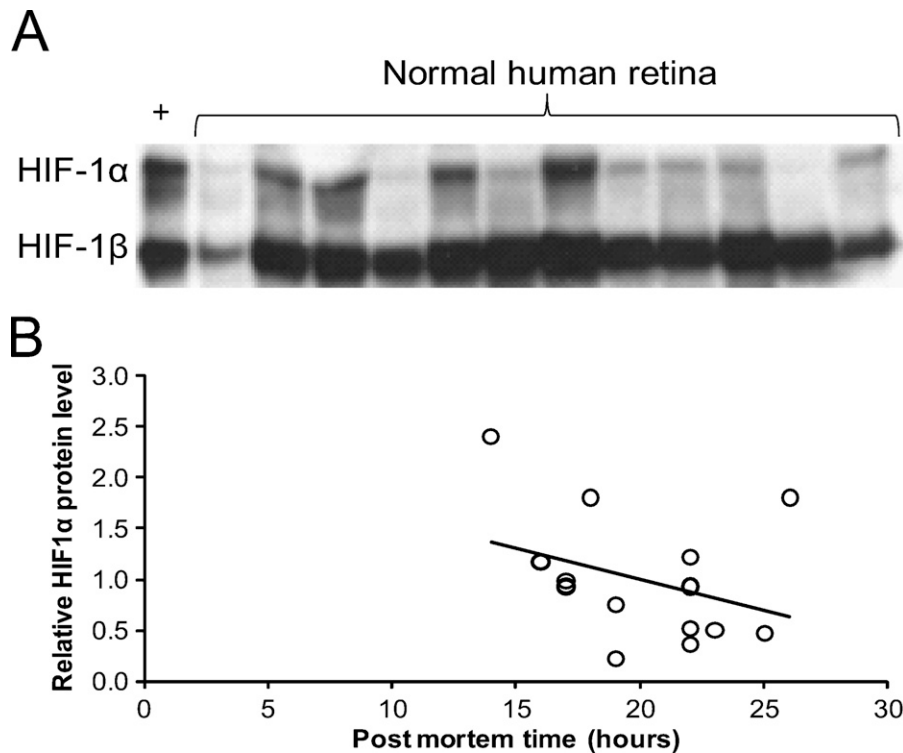 A
Normal human retina
+
HIF-1α
HIF-1β
B
Relative HIF1α protein level
3.0
2.5
2.0
1.5
1.0
0.5
0.0
0 5 10 15 20 25 30
Post mortem time (hours)